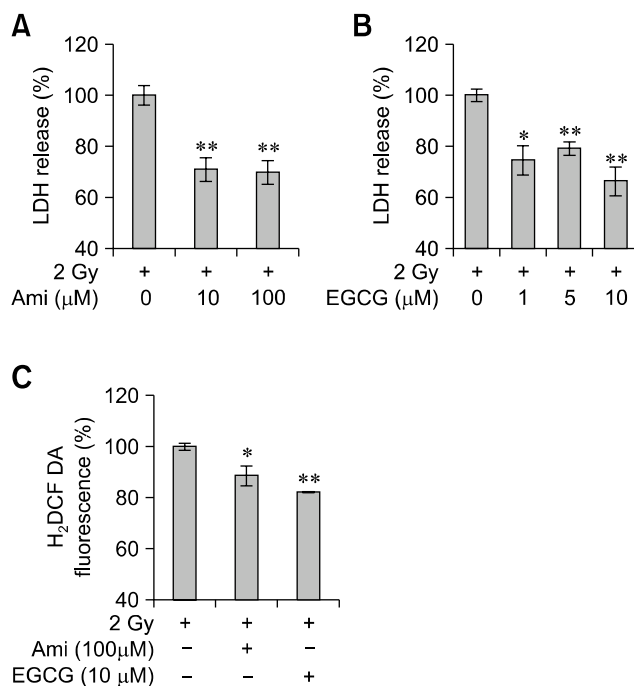 A
LDH release (%)
120
100
80
60
40
** **
2 Gy + + +
Ami (μM) 0 10 100
B
LDH release (%)
120
100
80
60
40
* ** **
2 Gy + + + +
EGCG (μM) 0 1 5 10
C
H₂DCF DA
fluorescence (%)
120
100
80
60
40
* **
2 Gy + + +
Ami (100μM) − + −
EGCG (10 μM) − − +